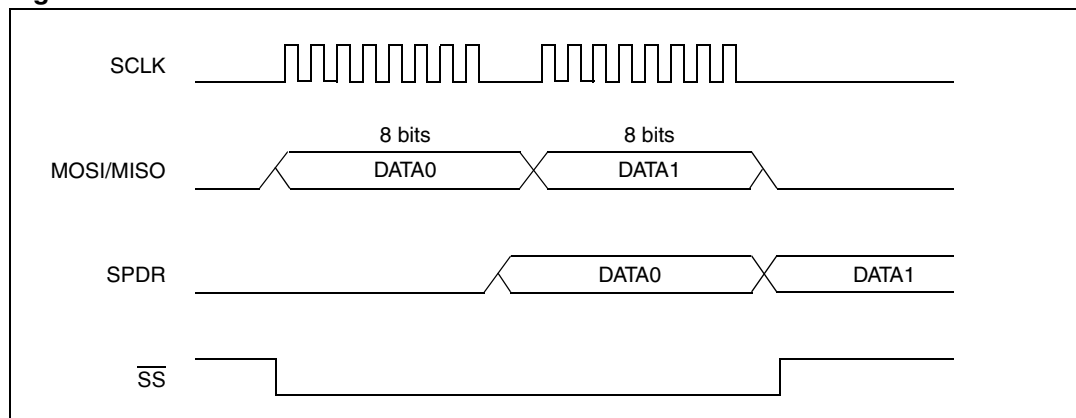 SCLK
8 bits 8 bits
MOSI/MISO DATA0 DATA1
SPDR DATA0 DATA1
SS